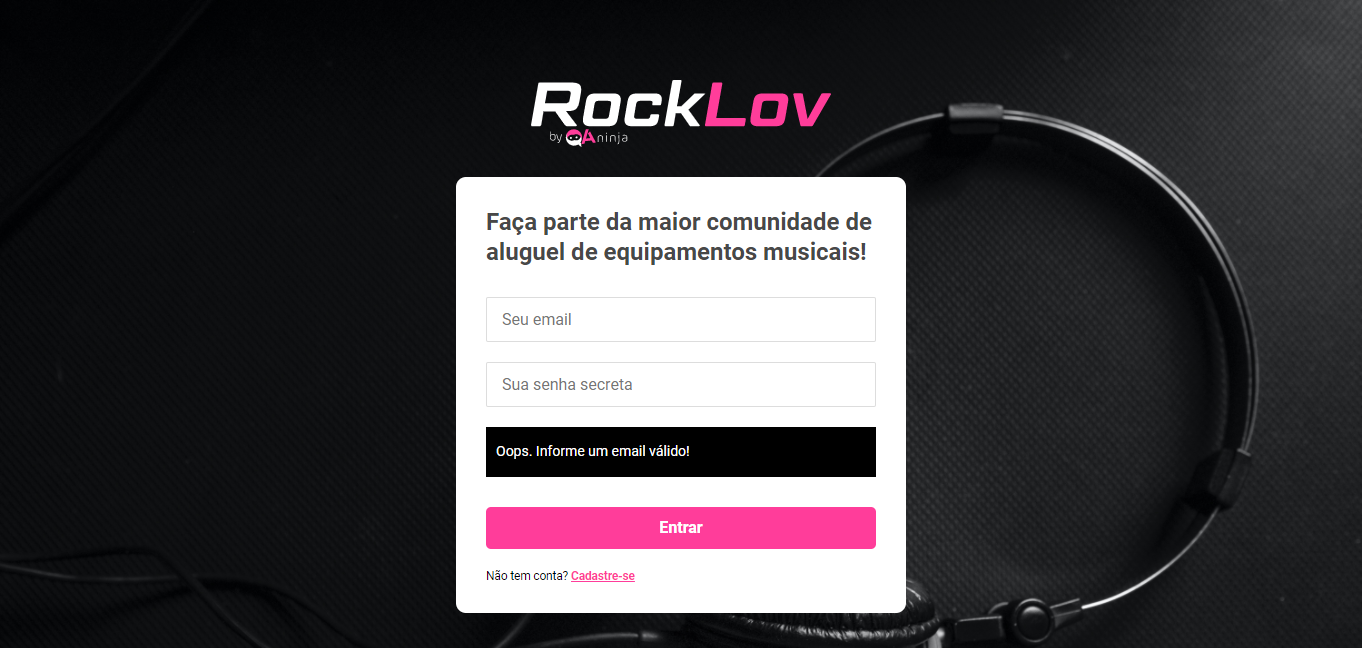 RockLov
by QAninja
Faça parte da maior comunidade de
aluguel de equipamentos musicais!
Seu email
Sua senha secreta
Oops. Informe um email válido!
Entrar
Não tem conta? Cadastre-se